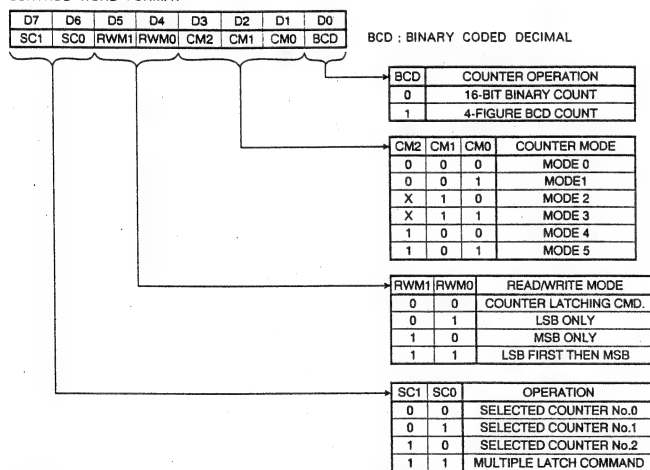 D7 D6 D5 D4 D3 D2 D1 D0
SC1 SC0 RWM1 RWM0 CM2 CM1 CM0 BCD
BCD ; BINARY CODED DECIMAL
BCD COUNTER OPERATION
0 16-BIT BINARY COUNT
1 4-FIGURE BCD COUNT
CM2 CM1 CM0 COUNTER MODE
0 0 0 MODE 0
0 0 1 MODE1
X 1 0 MODE 2
X 1 1 MODE 3
1 0 0 MODE 4
1 0 1 MODE 5
RWM1 RWM0 READ/WRITE MODE
0 0 COUNTER LATCHING CMD.
0 1 LSB ONLY
1 0 MSB ONLY
1 1 LSB FIRST THEN MSB
SC1 SC0 OPERATION
0 0 SELECTED COUNTER No.0
0 1 SELECTED COUNTER No.1
1 0 SELECTED COUNTER No.2
1 1 MULTIPLE LATCH COMMAND